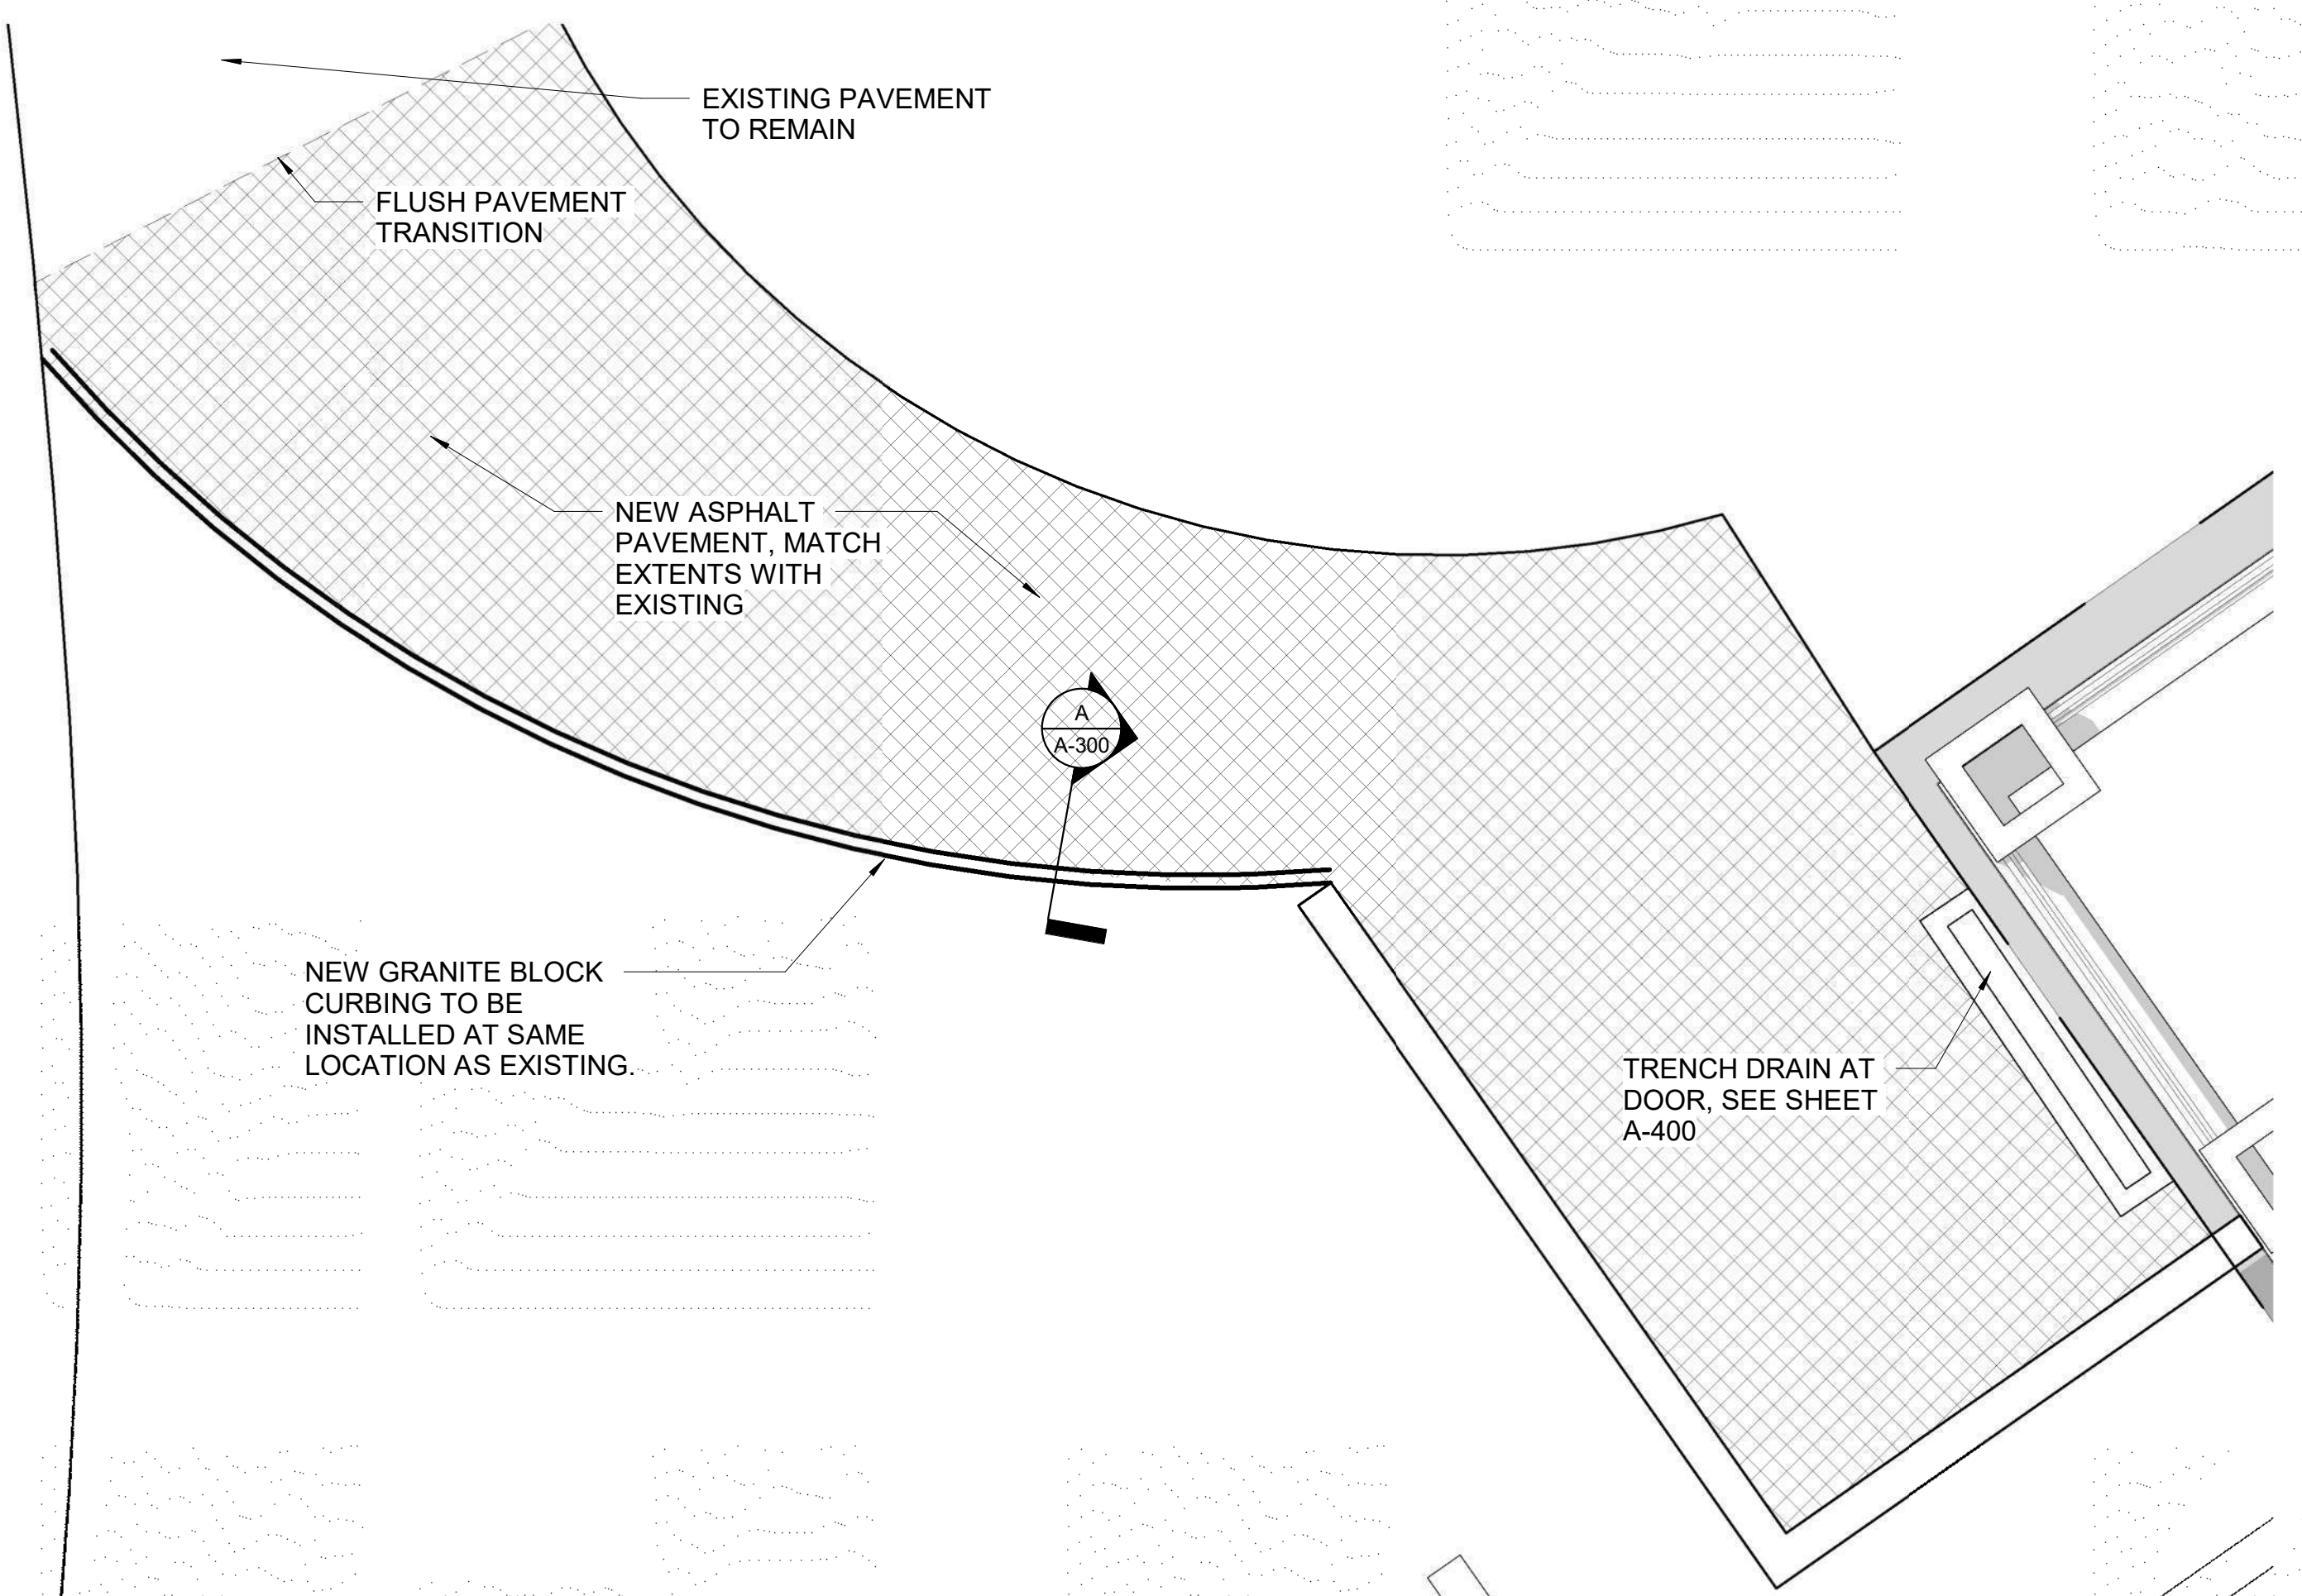 EXISTING PAVEMENT
TO REMAIN
FLUSH PAVEMENT
TRANSITION
NEW ASPHALT
PAVEMENT, MATCH
EXTENTS WITH
EXISTING
A
A-300
NEW GRANITE BLOCK
CURBING TO BE
INSTALLED AT SAME
LOCATION AS EXISTING.
TRENCH DRAIN AT
DOOR, SEE SHEET
A-400